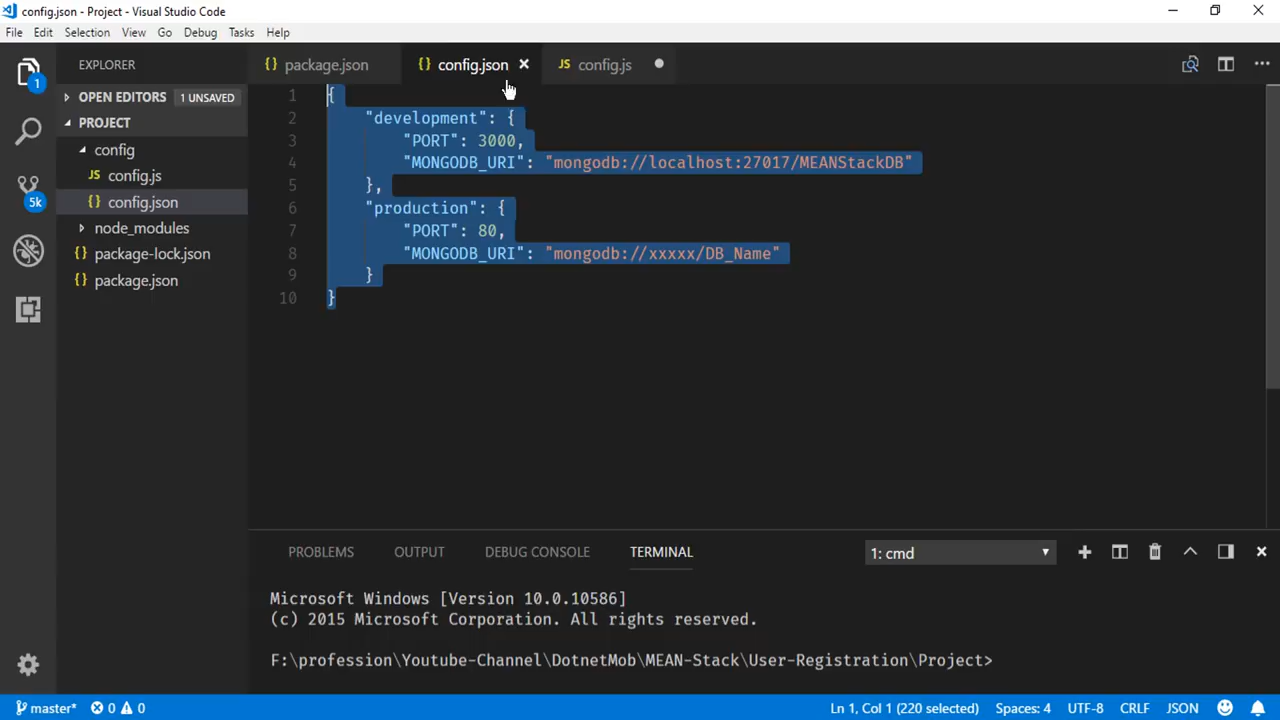 config.json - Project - Visual Studio Code
File Edit Selection View Go Debug Tasks Help
EXPLORER
{} package.json
{} config.json ×
JS config.js
1
OPEN EDITORS 1 UNSAVED
PROJECT
config
JS config.js
{} config.json
node_modules
{} package-lock.json
{} package.json
5k
1 {
2 "development": {
3 "PORT": 3000,
4 "MONGODB_URI": "mongodb://localhost:27017/MEANStackDB"
5 },
6 "production": {
7 "PORT": 80,
8 "MONGODB_URI": "mongodb://xxxxx/DB_Name"
9 }
10 }
PROBLEMS OUTPUT DEBUG CONSOLE TERMINAL 1: cmd
Microsoft Windows [Version 10.0.10586]
(c) 2015 Microsoft Corporation. All rights reserved.
F:\profession\Youtube-Channel\DotnetMob\MEAN-Stack\User-Registration\Project>
master* 0 0 Ln 1, Col 1 (220 selected) Spaces: 4 UTF-8 CRLF JSON